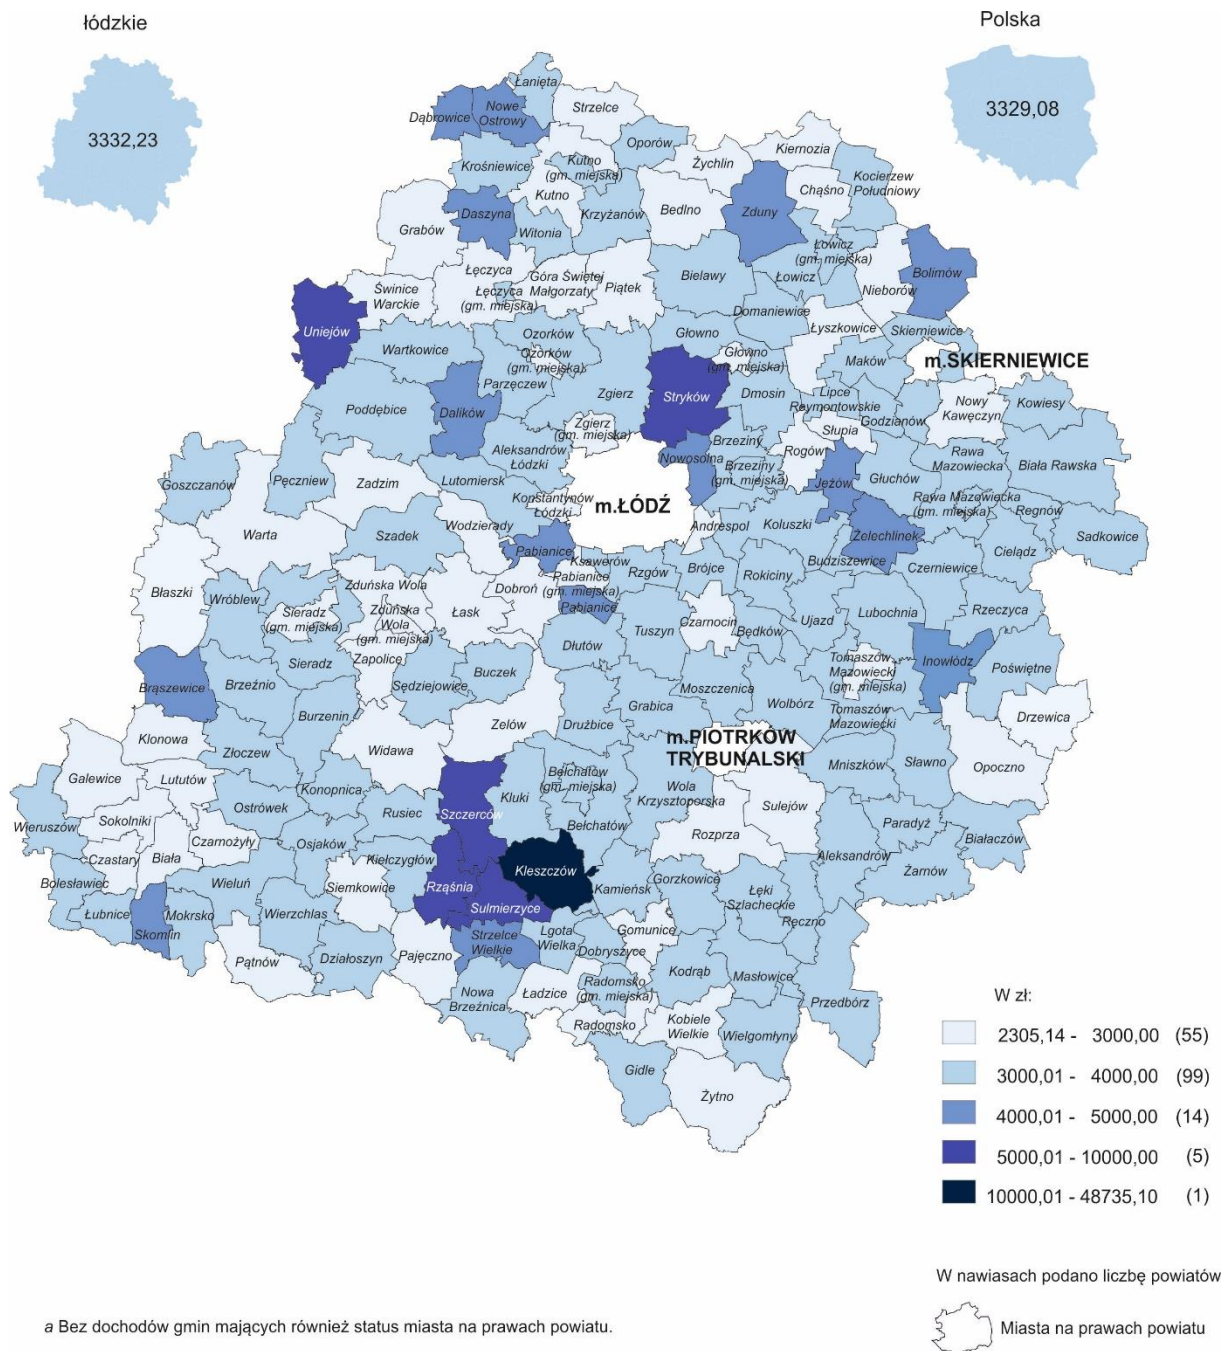 łódzkie
Polska
3332,23
3329,08
Łanięta
Strzelce
Dąbrowice
Nowe
Ostrowy
Oporów
Krośniewice
Kutno
(gm. miejska)
Żychlin
Kiernozia
Kutno
Chąśno
Kocierzew
Południowy
Daszyna
Krzyżanów
Bedlno
Zduny
Grabów
Witonia
Łowicz
(gm. miejska)
Łęczyca
Łęczyca
(gm. miejska)
Góra Świętej
Małgorzaty
Piątek
Bielawy
Łowicz
Nieborów
Bolimów
Świnice
Warckie
Uniejów
Domaniewice
Łyszkowice
Skierniewice
Wartkowice
Ozorków
Ozorków
(gm. miejska)
Głowno
Głowno
(gm. miejska)
Maków
m.SKIERNIEWICE
Parzęczew
Zgierz
Stryków
Dmosin
Lipce
Reymontowskie
Nowy
Kawęczyn
Kowiesy
Poddębice
Dalików
Zgierz
(gm. miejska)
Słupia
Godzianów
Aleksandrów
Łódzki
Nowosolna
Brzeziny
Brzeziny
(gm. miejska)
Rogów
Rawa
Mazowiecka
Biała Rawska
Goszczanów
Pęczniew
Zadzim
Lutomiersk
Konstantynów
Łódzki
m.ŁÓDŹ
Jeżów
Głuchów
Rawa Mazowiecka
(gm. miejska)
Regnów
Warta
Szadek
Wodzierady
Pabianice
Andrespol
Koluszki
Żelechlinek
Budziszewice
Cielądz
Sadkowice
Czerniewice
Błaszki
Wróblew
Sieradz
(gm. miejska)
Zduńska Wola
Zduńska
Wola
(gm. miejska)
Łask
Dobroń
Ksawerów
Pabianice
(gm. miejska)
Pabianice
Rzgów
Brójce
Rokiciny
Lubochnia
Rzeczyca
Tuszyn
Czarnocin
Będków
Ujazd
Sieradz
Zapolice
Sędziejowice
Buczek
Dłutów
Tomaszów
Mazowiecki
(gm. miejska)
Inowłódz
Poświętne
Brąszewice
Brzeźnio
Moszczenica
Wolbórz
Tomaszów
Mazowiecki
Burzenin
Zelów
Drużbice
Grabica
Drzewica
Klonowa
Złoczew
Widawa
m.PIOTRKÓW
TRYBUNALSKI
Mniszków
Sławno
Opoczno
Galewice
Lututów
Konopnica
Bełchatów
(gm. miejska)
Kluki
Wola
Krzysztoporska
Sulejów
Sokolniki
Ostrówek
Rusiec
Szczerców
Bełchatów
Rozprza
Paradyż
Białaczów
Wieruszów
Czarnożyły
Osjaków
Czastary
Biała
Kiełczygłów
Kleszczów
Aleksandrów
Żarnów
Bolesławiec
Wieluń
Siemkowice
Rząśnia
Sulmierzyce
Kamieńsk
Gorzkowice
Łęki
Szlacheckie
Ręczno
Łubnice
Mokrsko
Skomlin
Wierzchlas
Strzelce
Wielkie
Lgota
Wielka
Gomunice
Dobryszyce
Pątnów
Działoszyn
Pajęczno
Radomsko
(gm. miejska)
Kodrąb
Masłowice
Nowa
Brzeźnica
Ładzice
Przedbórz
Radomsko
Kobiele
Wielkie
Wielgomłyny
Gidle
Żytno
W zł:
2305,14 - 3000,00 (55)
3000,01 - 4000,00 (99)
4000,01 - 5000,00 (14)
5000,01 - 10000,00 (5)
10000,01 - 48735,10 (1)
W nawiasach podano liczbę powiatów
Miasta na prawach powiatu
a Bez dochodów gmin mających również status miasta na prawach powiatu.